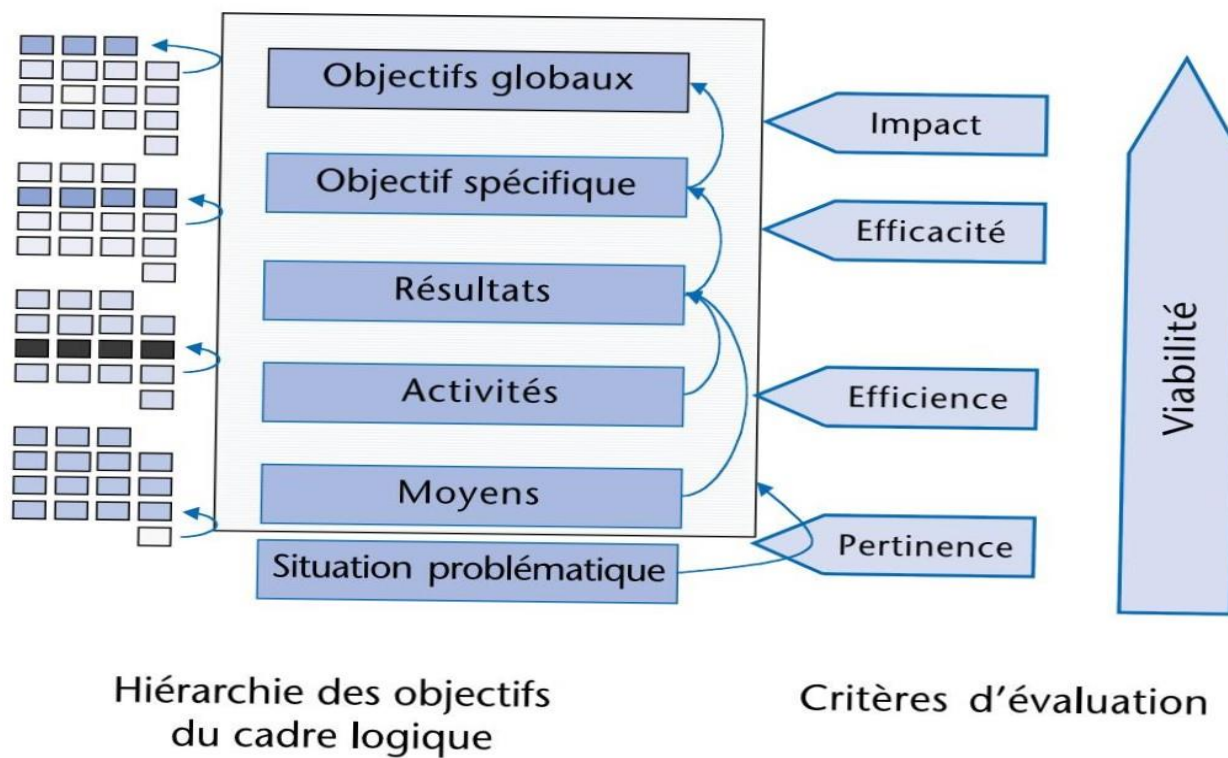 Objectifs globaux
Impact
Objectif spécifique
Efficacité
Résultats
Activités
Efficience
Moyens
Pertinence
Situation problématique
Viabilité
Hiérarchie des objectifs
du cadre logique
Critères d'évaluation